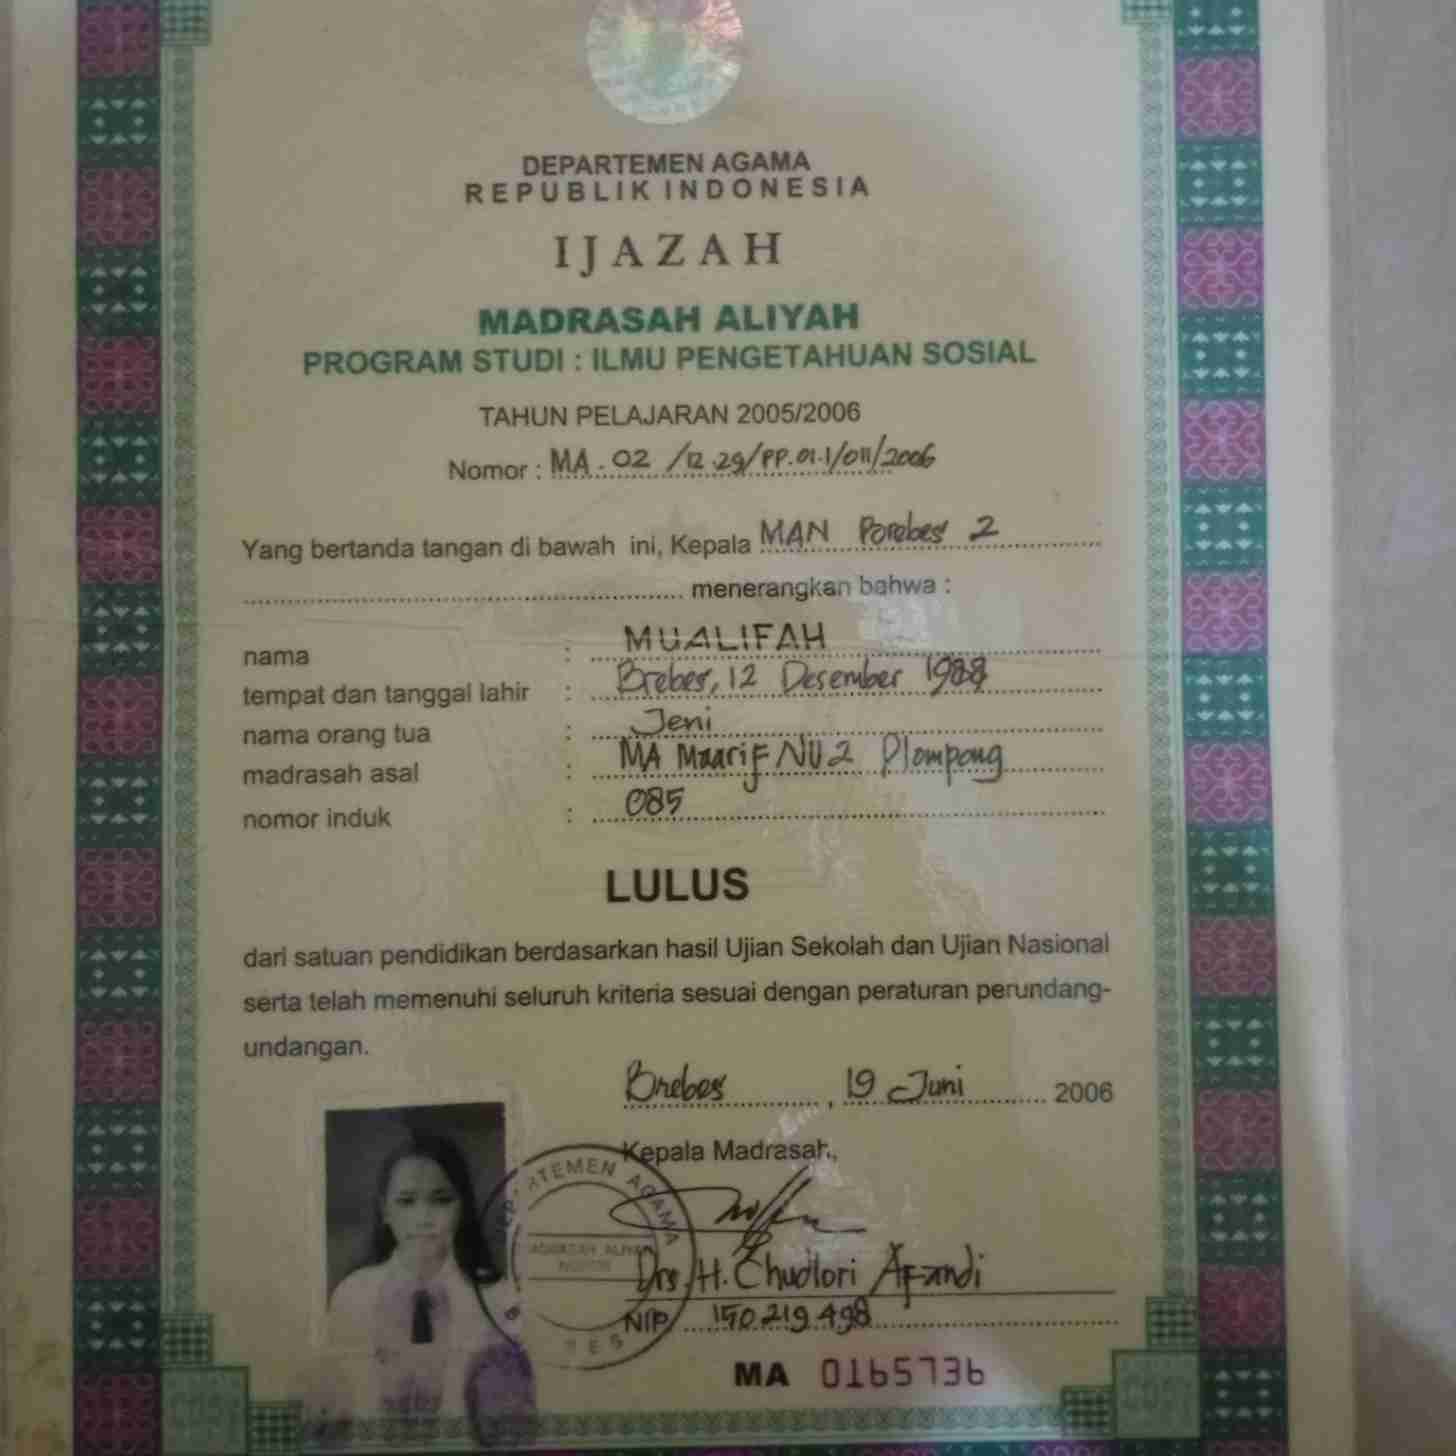 DEPARTEMEN AGAMA
REPUBLIK INDONESIA
IJAZAH
MADRASAH ALIYAH
PROGRAM STUDI : ILMU PENGETAHUAN SOSIAL
TAHUN PELAJARAN 2005/2006
Nomor : MA.02 /12.29/PP.01.1/011/2006
Yang bertanda tangan di bawah ini, Kepala MAN Porebes 2
menerangkan bahwa :
nama : MUALIFAH
tempat dan tanggal lahir : Brebes, 12 Desember 1988
nama orang tua : Jeni
madrasah asal : MA Maarif NU 2 Plompong
nomor induk : 085
LULUS
dari satuan pendidikan berdasarkan hasil Ujian Sekolah dan Ujian Nasional
serta telah memenuhi seluruh kriteria sesuai dengan peraturan perundang-
undangan.
Brebes, 19 Juni 2006
Kepala Madrasah,
DEPARTEMEN AGAMA
MADRASAH ALIYAH
NEGERI
Drs. H. Chudlori Afandi
NIP. 150 219 498
MA 0165736